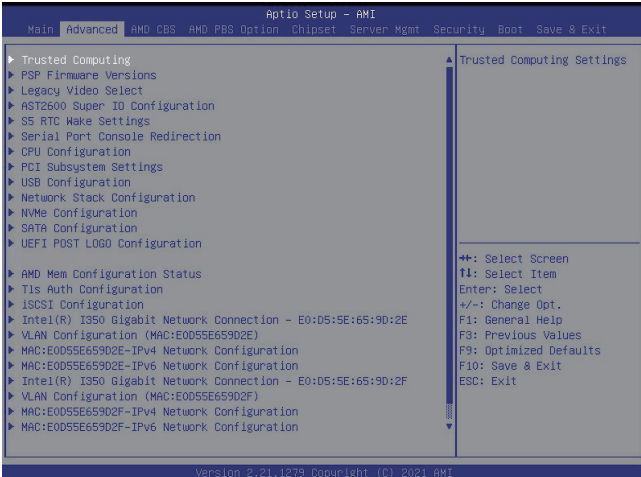 Aptio Setup – AMI
Main Advanced AMD CBS AMD PBS Option Chipset Server Mgmt Security Boot Save & Exit
Trusted Computing
PSP Firmware Versions
Legacy Video Select
AST2600 Super IO Configuration
S5 RTC Wake Settings
Serial Port Console Redirection
CPU Configuration
PCI Subsystem Settings
USB Configuration
Network Stack Configuration
NVMe Configuration
SATA Configuration
UEFI POST LOGO Configuration
AMD Mem Configuration Status
Tls Auth Configuration
iSCSI Configuration
Intel(R) I350 Gigabit Network Connection – E0:D5:5E:65:9D:2E
VLAN Configuration (MAC:E0D55E659D2E)
MAC:E0D55E659D2E-IPv4 Network Configuration
MAC:E0D55E659D2E-IPv6 Network Configuration
Intel(R) I350 Gigabit Network Connection – E0:D5:5E:65:9D:2F
VLAN Configuration (MAC:E0D55E659D2F)
MAC:E0D55E659D2F-IPv4 Network Configuration
MAC:E0D55E659D2F-IPv6 Network Configuration
Trusted Computing Settings
→←: Select Screen
↑↓: Select Item
Enter: Select
+/-: Change Opt.
F1: General Help
F3: Previous Values
F9: Optimized Defaults
F10: Save & Exit
ESC: Exit
Version 2.21.1279 Copyright (C) 2021 AMI